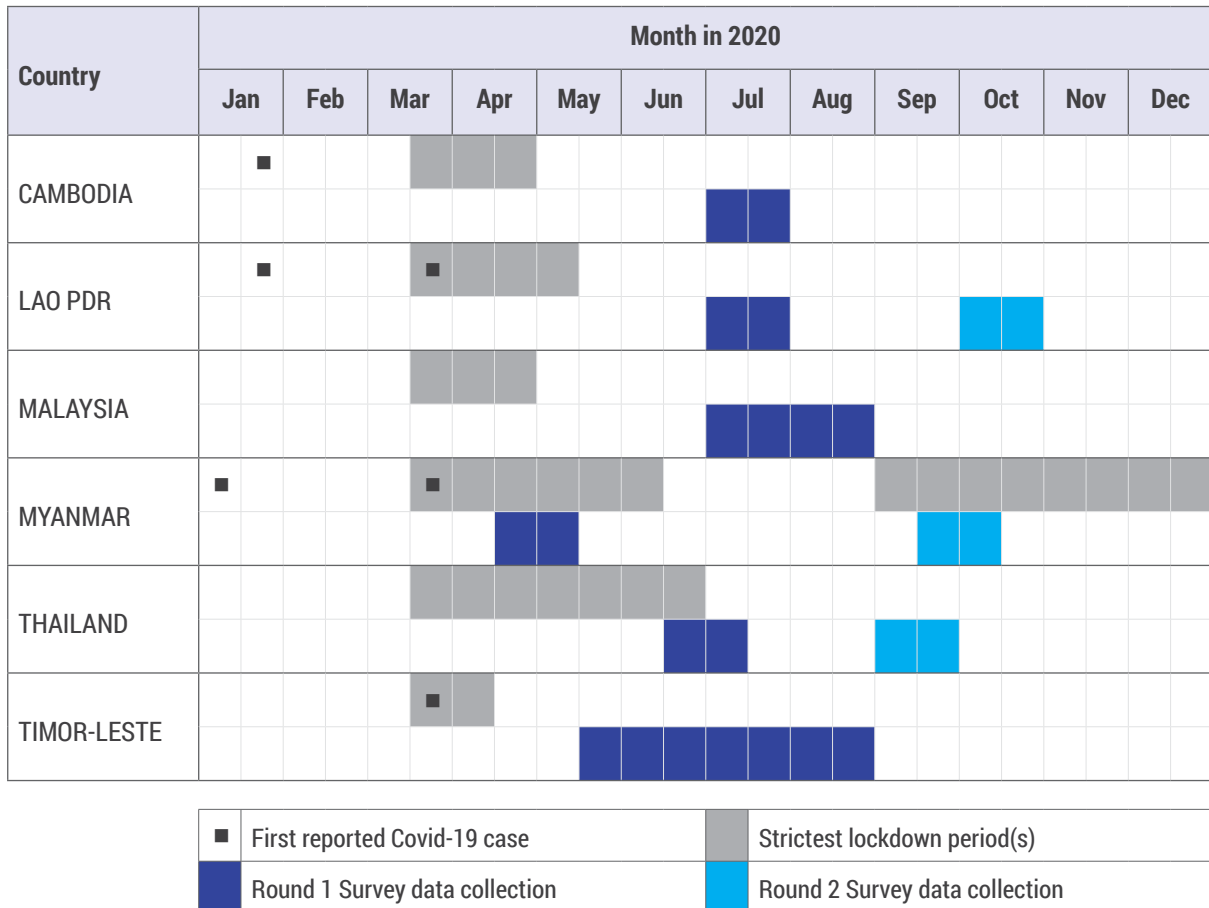 Country
Month in 2020
Jan Feb Mar Apr May Jun Jul Aug Sep Oct Nov Dec
CAMBODIA
LAO PDR
MALAYSIA
MYANMAR
THAILAND
TIMOR-LESTE
First reported Covid-19 case
Strictest lockdown period(s)
Round 1 Survey data collection
Round 2 Survey data collection